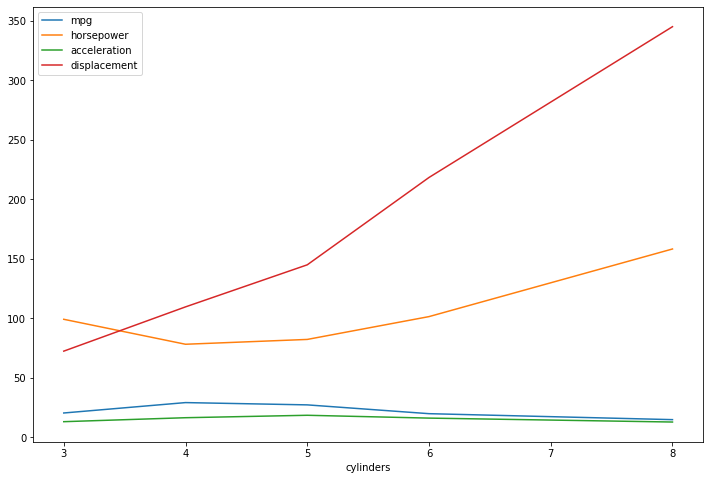 mpg
horsepower
acceleration
displacement
350
300
250
200
150
100
50
0
3 4 5 6 7 8
cylinders